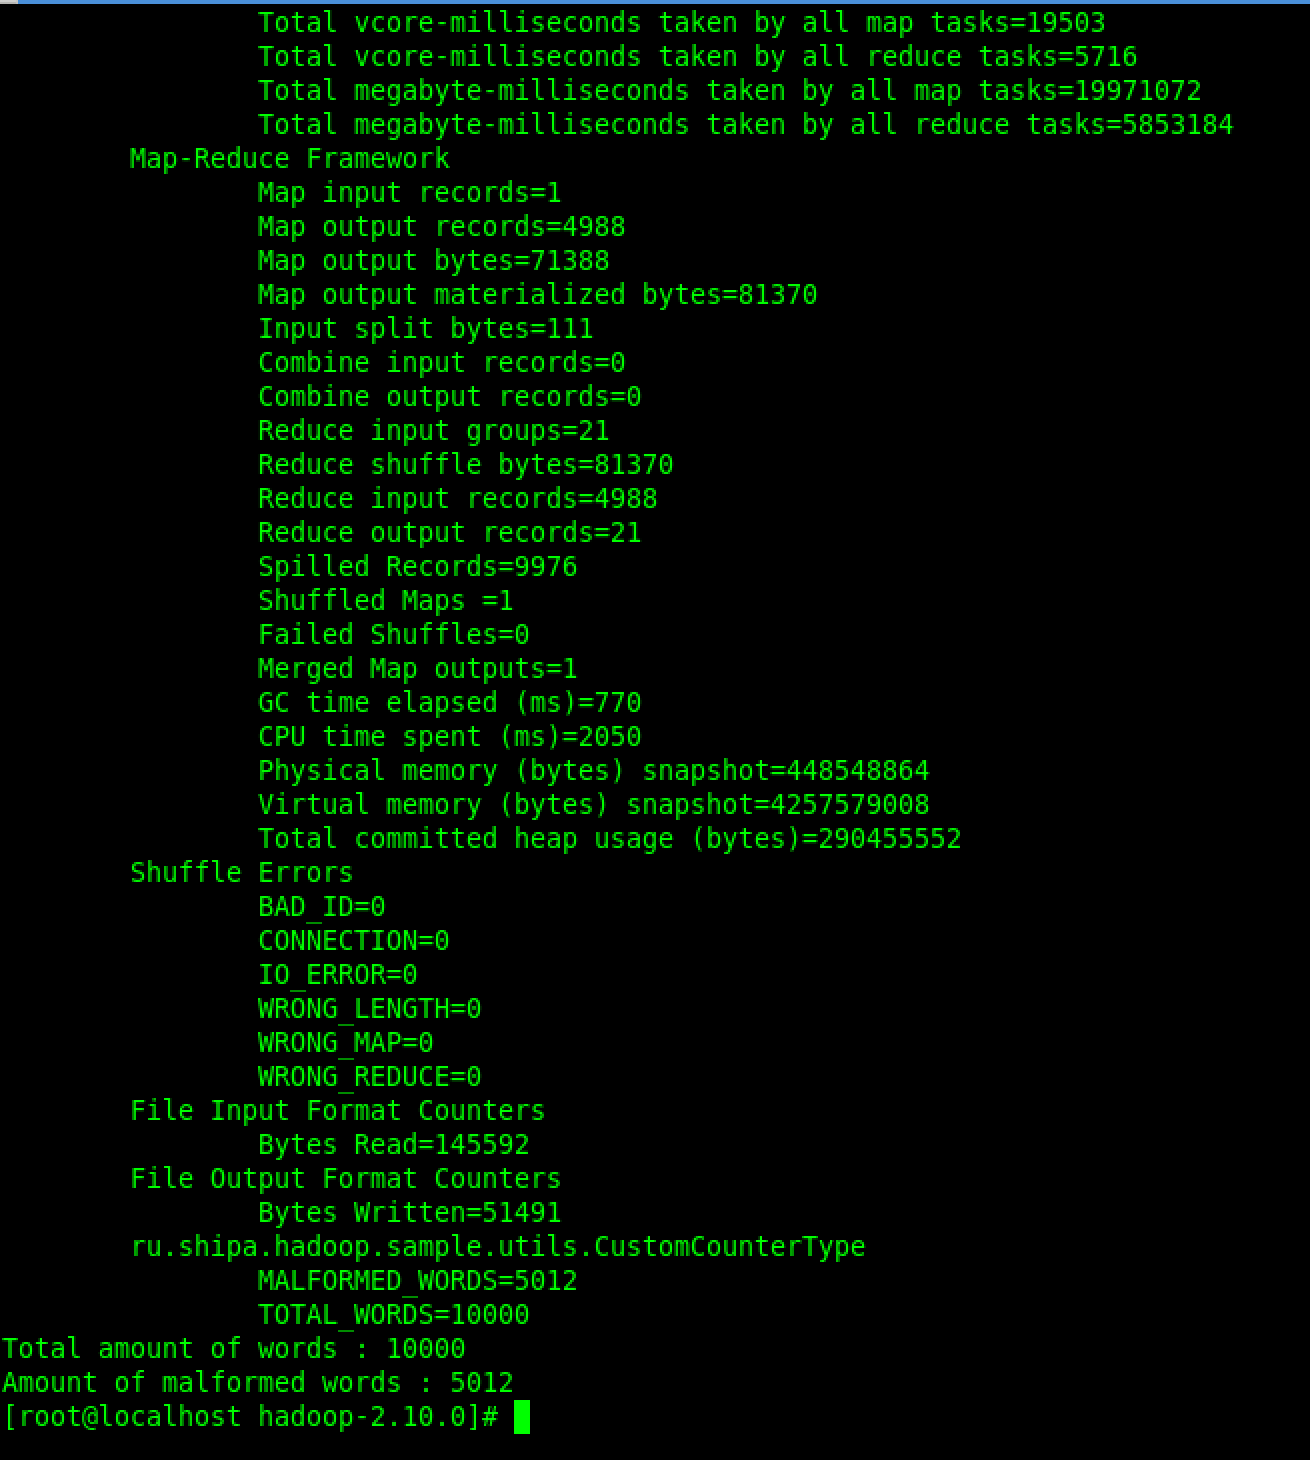 Total vcore-milliseconds taken by all map tasks=19503
Total vcore-milliseconds taken by all reduce tasks=5716
Total megabyte-milliseconds taken by all map tasks=19971072
Total megabyte-milliseconds taken by all reduce tasks=5853184
Map-Reduce Framework
Map input records=1
Map output records=4988
Map output bytes=71388
Map output materialized bytes=81370
Input split bytes=111
Combine input records=0
Combine output records=0
Reduce input groups=21
Reduce shuffle bytes=81370
Reduce input records=4988
Reduce output records=21
Spilled Records=9976
Shuffled Maps =1
Failed Shuffles=0
Merged Map outputs=1
GC time elapsed (ms)=770
CPU time spent (ms)=2050
Physical memory (bytes) snapshot=448548864
Virtual memory (bytes) snapshot=4257579008
Total committed heap usage (bytes)=290455552
Shuffle Errors
BAD_ID=0
CONNECTION=0
IO_ERROR=0
WRONG_LENGTH=0
WRONG_MAP=0
WRONG_REDUCE=0
File Input Format Counters
Bytes Read=145592
File Output Format Counters
Bytes Written=51491
ru.shipa.hadoop.sample.utils.CustomCounterType
MALFORMED_WORDS=5012
TOTAL_WORDS=10000
Total amount of words : 10000
Amount of malformed words : 5012
[root@localhost hadoop-2.10.0]#